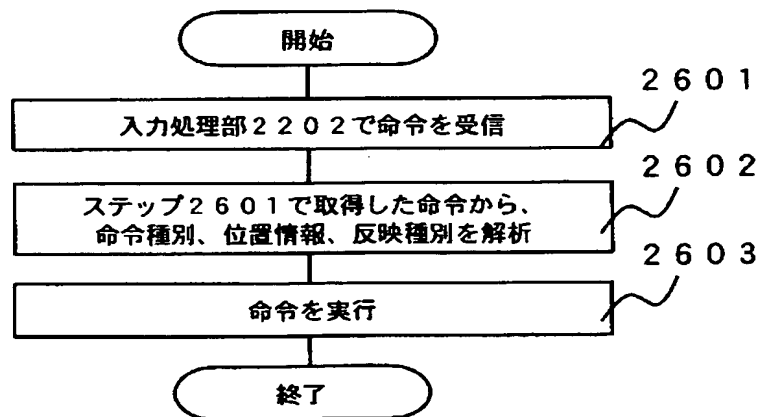 開始
２６０１
入力処理部２２０２で命令を受信
２６０２
ステップ２６０１で取得した命令から、
命令種別、位置情報、反映種別を解析
２６０３
命令を実行
終了